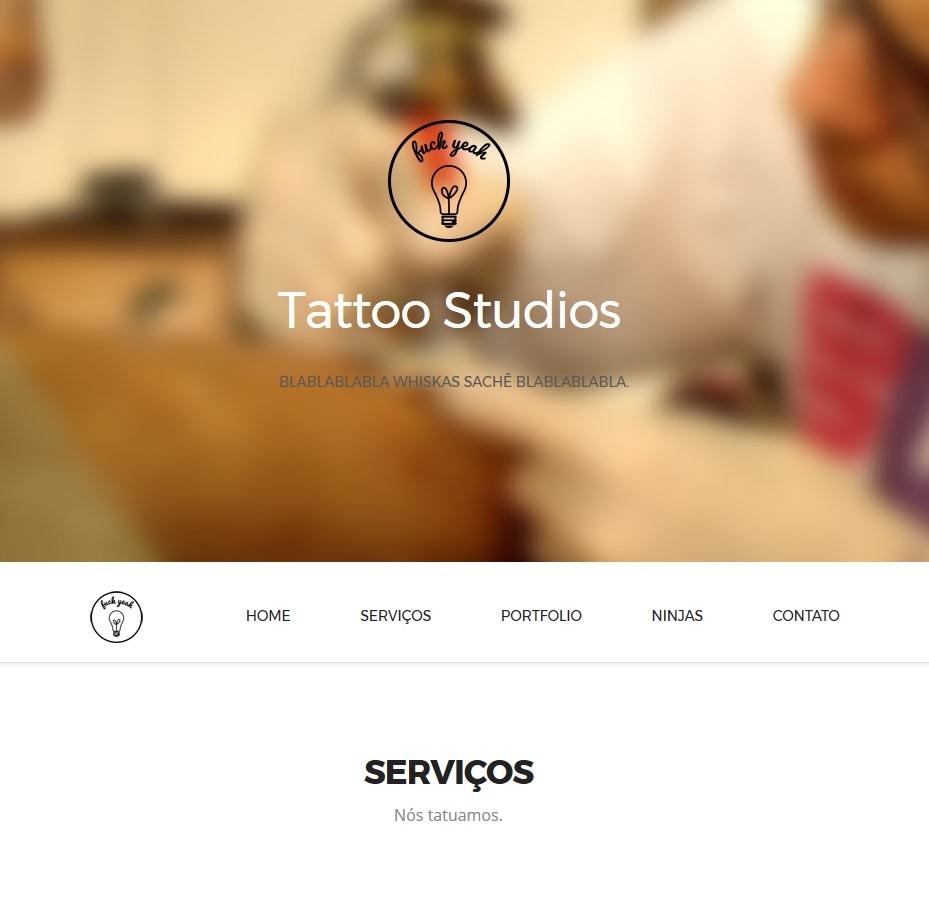 fuck yeah
Tattoo Studios
BLABLABLABLA WHISKAS SACHÊ BLABLABLABLA.
fuck yeah
HOME SERVIÇOS PORTFOLIO NINJAS CONTATO
SERVIÇOS
Nós tatuamos.